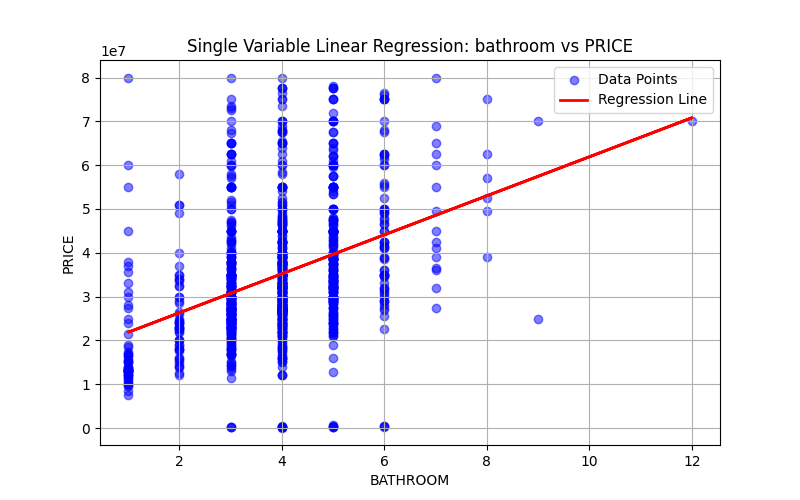 Single Variable Linear Regression: bathroom vs PRICE
1e7
Data Points
Regression Line
8
7
6
5
4
3
2
1
0
PRICE
2 4 6 8 10 12
BATHROOM